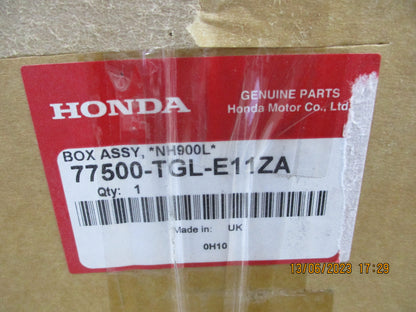 HONDA
GENUINE PARTS
Honda Motor Co., Ltd.
BOX ASSY, *NH900L*
77500-TGL-E11ZA
Qty: 1
Made in: UK
0H10
13/06/2023 17:29